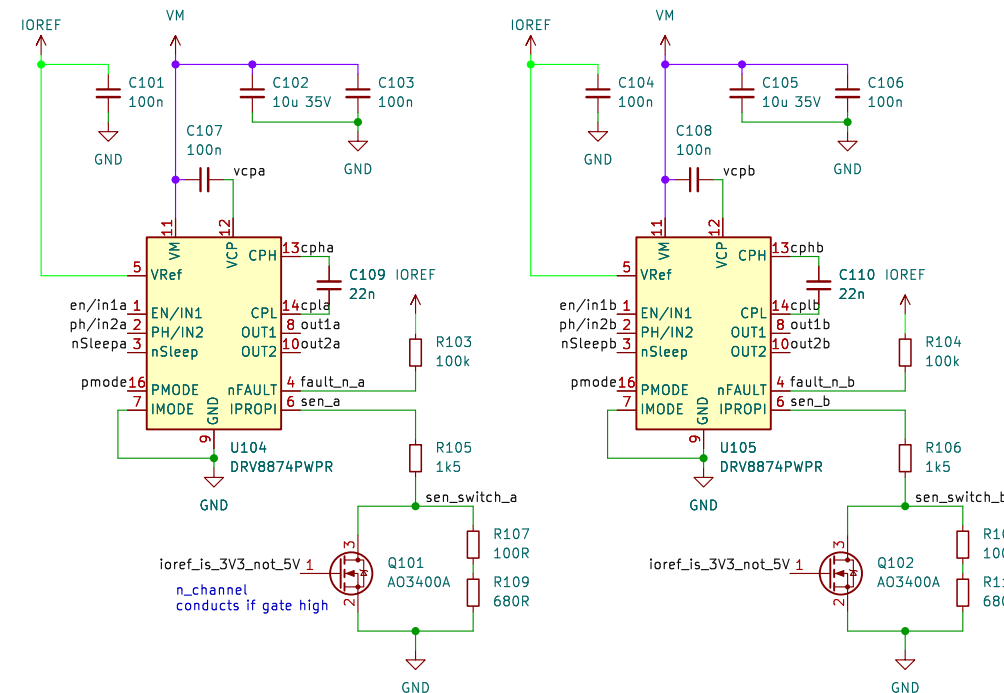 IOREF
VM
C101
100n
C102
10u 35V
C103
100n
GND
GND
C107
100n
vcpa
11
12
VM
VCP
CPH
13
cpha
5
VRef
C109
22n
IOREF
en/in1a
1
EN/IN1
CPL
14
cpla
ph/in2a
2
PH/IN2
OUT1
8
out1a
nSleepa
3
nSleep
OUT2
10
out2a
R103
100k
pmode
16
PMODE
nFAULT
4
fault_n_a
7
IMODE
GND
IPROPI
6
sen_a
9
U104
DRV8874PWPR
R105
1k5
GND
sen_switch_a
R107
100R
3
ioref_is_3V3_not_5V
1
Q101
AO3400A
n_channel
conducts if gate high
2
R109
680R
GND
IOREF
VM
C104
100n
C105
10u 35V
C106
100n
GND
GND
C108
100n
vcpb
11
12
VM
VCP
CPH
13
cphb
5
VRef
C110
22n
IOREF
en/in1b
1
EN/IN1
CPL
14
cplb
ph/in2b
2
PH/IN2
OUT1
8
out1b
nSleepb
3
nSleep
OUT2
10
out2b
R104
100k
pmode
16
PMODE
nFAULT
4
fault_n_b
7
IMODE
GND
IPROPI
6
sen_b
9
U105
DRV8874PWPR
R106
1k5
GND
3
ioref_is_3V3_not_5V
1
Q102
AO3400A
2
GND